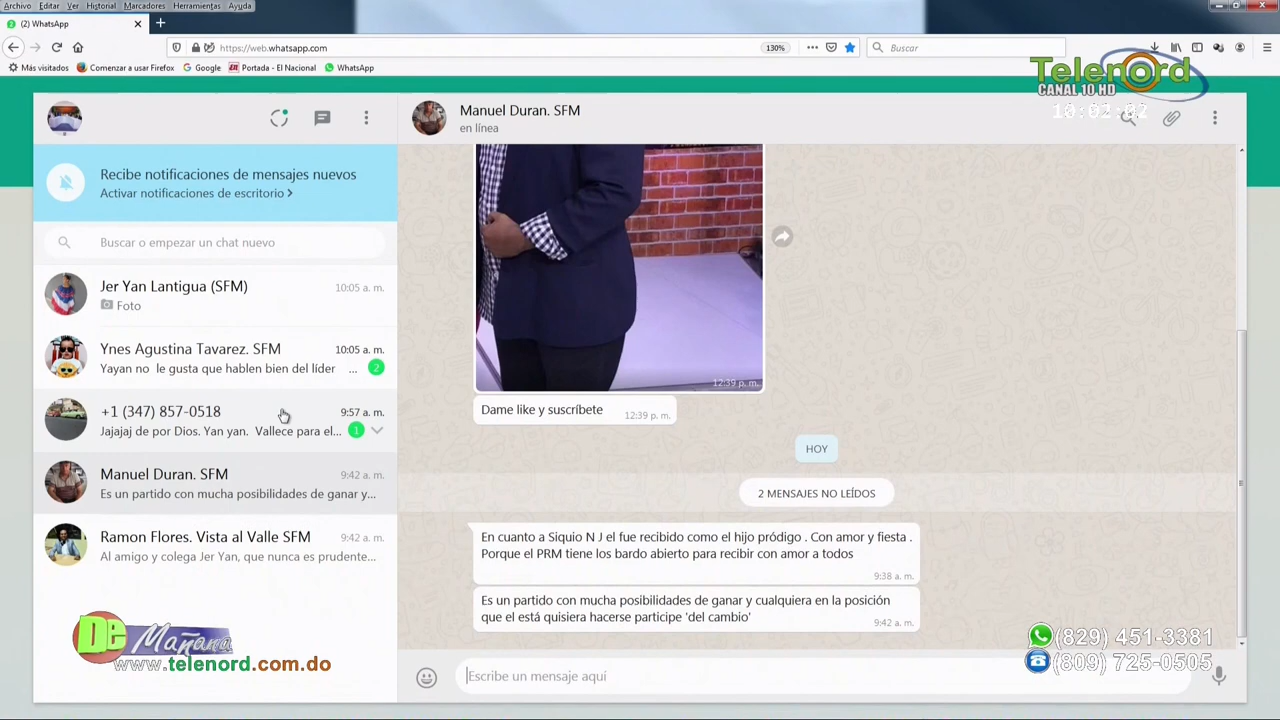 Archivo Editar Ver Historial Marcadores Herramientas Ayuda
(2) WhatsApp
https://web.whatsapp.com
130%
Buscar
Más visitados Comenzar a usar Firefox Google Portada - El Nacional WhatsApp
Telenord
CANAL 10 HD
10:02:02
Manuel Duran. SFM
en línea
Recibe notificaciones de mensajes nuevos
Activar notificaciones de escritorio
Buscar o empezar un chat nuevo
Jer Yan Lantigua (SFM) 10:05 a. m.
Foto
Ynes Agustina Tavarez. SFM 10:05 a. m.
Yayan no le gusta que hablen bien del líder ... 2
+1 (347) 857-0518 9:57 a. m.
Jajajaj de por Dios. Yan yan. Vallece para el... 1
Manuel Duran. SFM 9:42 a. m.
Es un partido con mucha posibilidades de ganar y...
Ramon Flores. Vista al Valle SFM 9:42 a. m.
Al amigo y colega Jer Yan, que nunca es prudente...
12:39 p. m.
Dame like y suscríbete 12:39 p. m.
HOY
2 MENSAJES NO LEÍDOS
En cuanto a Siquio N J el fue recibido como el hijo pródigo . Con amor y fiesta .
Porque el PRM tiene los bardo abierto para recibir con amor a todos
9:38 a. m.
Es un partido con mucha posibilidades de ganar y cualquiera en la posición
que el está quisiera hacerse participe 'del cambio'
9:42 a. m.
Escribe un mensaje aquí
De Mañana
www.telenord.com.do
(829) 451-3381
(809) 725-0505